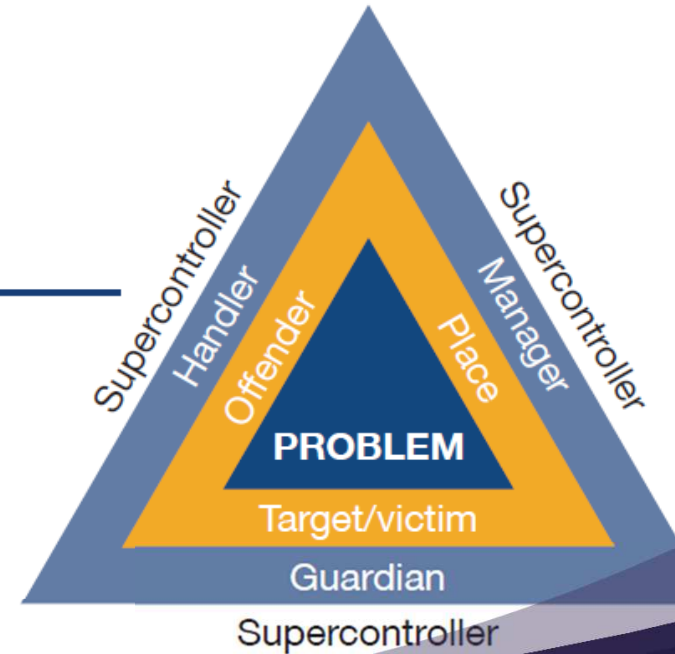 Supercontroller
Supercontroller
Handler
Manager
Offender
Place
PROBLEM
Target/victim
Guardian
Supercontroller